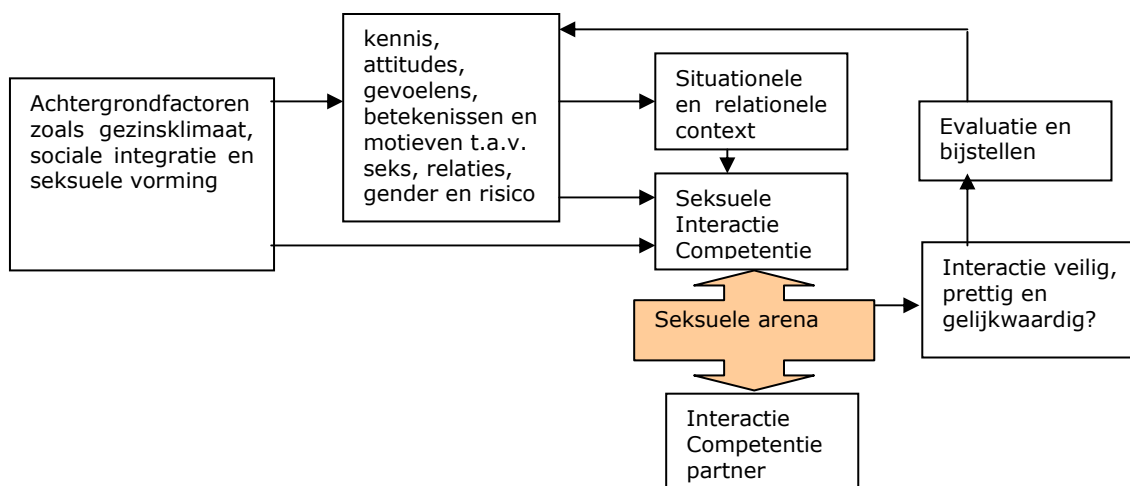 Achtergrondfactoren
zoals gezinsklimaat,
sociale integratie en
seksuele vorming
kennis,
attitudes,
gevoelens,
betekenissen en
motieven t.a.v.
seks, relaties,
gender en risico
Situationele
en relationele
context
Seksuele
Interactie
Competentie
Seksuele arena
Interactie
Competentie
partner
Evaluatie en
bijstellen
Interactie veilig,
prettig en
gelijkwaardig?